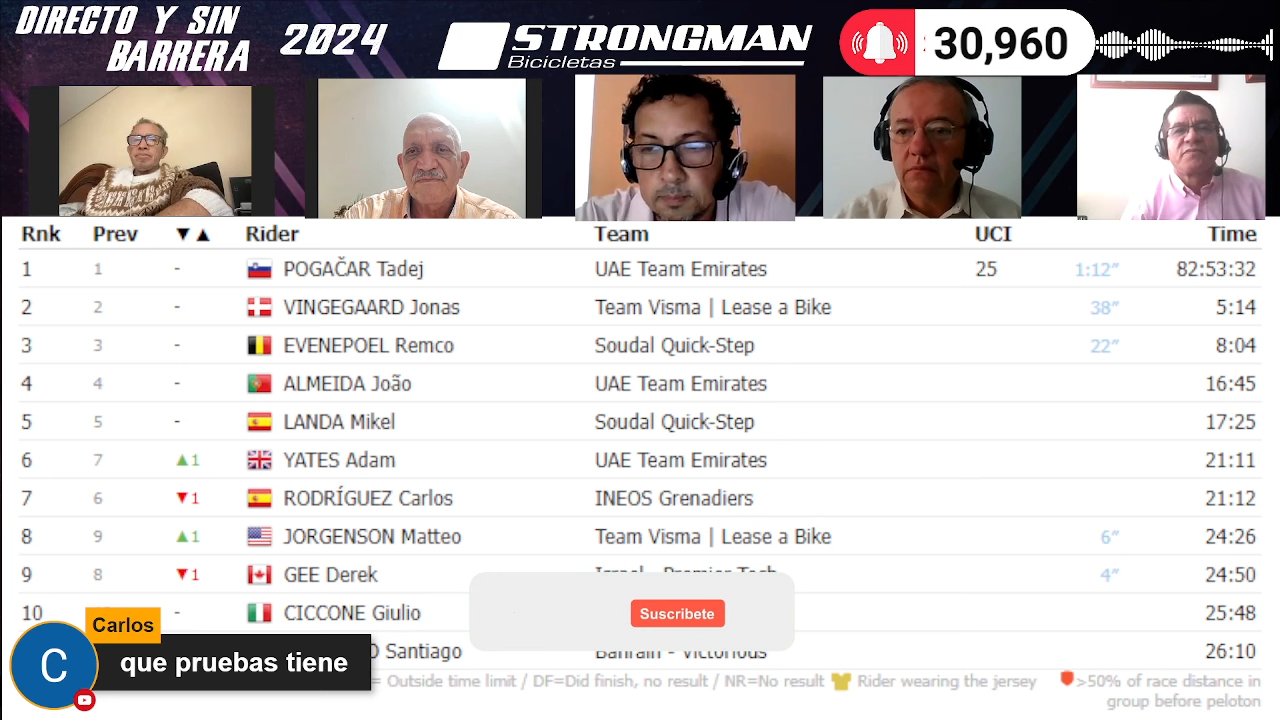 DIRECTO Y SIN
BARRERA
2024
STRONGMAN
Bicicletas
30,960
Rnk Prev ▼▲ Rider Team UCI Time
1 1 - POGAČAR Tadej UAE Team Emirates 25 1:12″ 82:53:32
2 2 - VINGEGAARD Jonas Team Visma | Lease a Bike 38″ 5:14
3 3 - EVENEPOEL Remco Soudal Quick-Step 22″ 8:04
4 4 - ALMEIDA João UAE Team Emirates 16:45
5 5 - LANDA Mikel Soudal Quick-Step 17:25
6 7 ▲1 YATES Adam UAE Team Emirates 21:11
7 6 ▼1 RODRÍGUEZ Carlos INEOS Grenadiers 21:12
8 9 ▲1 JORGENSON Matteo Team Visma | Lease a Bike 6″ 24:26
9 8 ▼1 GEE Derek Israel - Premier Tech 4″ 24:50
10 - CICCONE Giulio 25:48
Santiago Bahrain - Victorious 26:10
Suscribete
Carlos
C
que pruebas tiene
= Outside time limit / DF=Did finish, no result / NR=No result Rider wearing the jersey >50% of race distance in
group before peloton